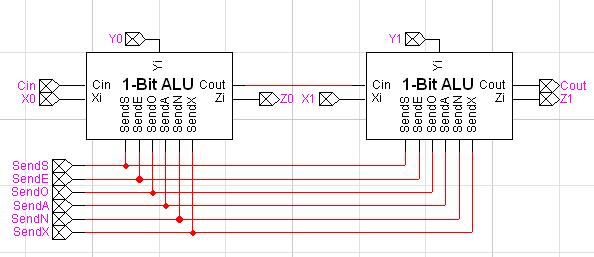 Y0 Y1
Yi Yi
Cin Cin 1-Bit ALU Cout Cin 1-Bit ALU Cout Cout
X0 Xi Zi Z0 X1 Xi Zi Z1
SendS SendE SendO SendA SendN SendX SendS SendE SendO SendA SendN SendX
SendS
SendE
SendO
SendA
SendN
SendX